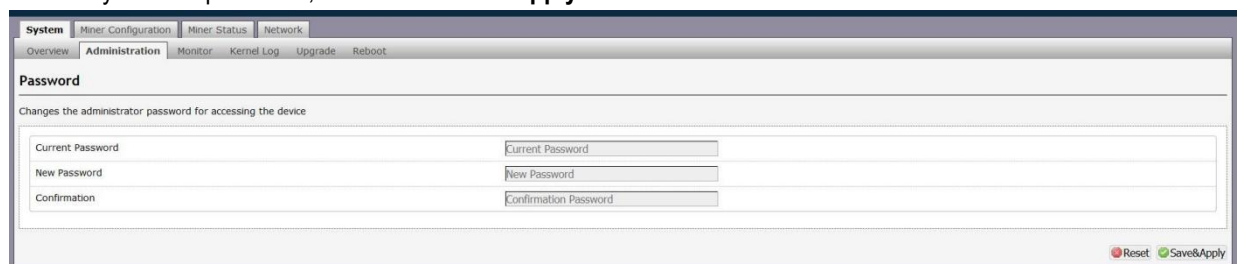 System Miner Configuration Miner Status Network
Overview Administration Monitor Kernel Log Upgrade Reboot
Password
Changes the administrator password for accessing the device
Current Password Current Password
New Password New Password
Confirmation Confirmation Password
Reset Save&Apply